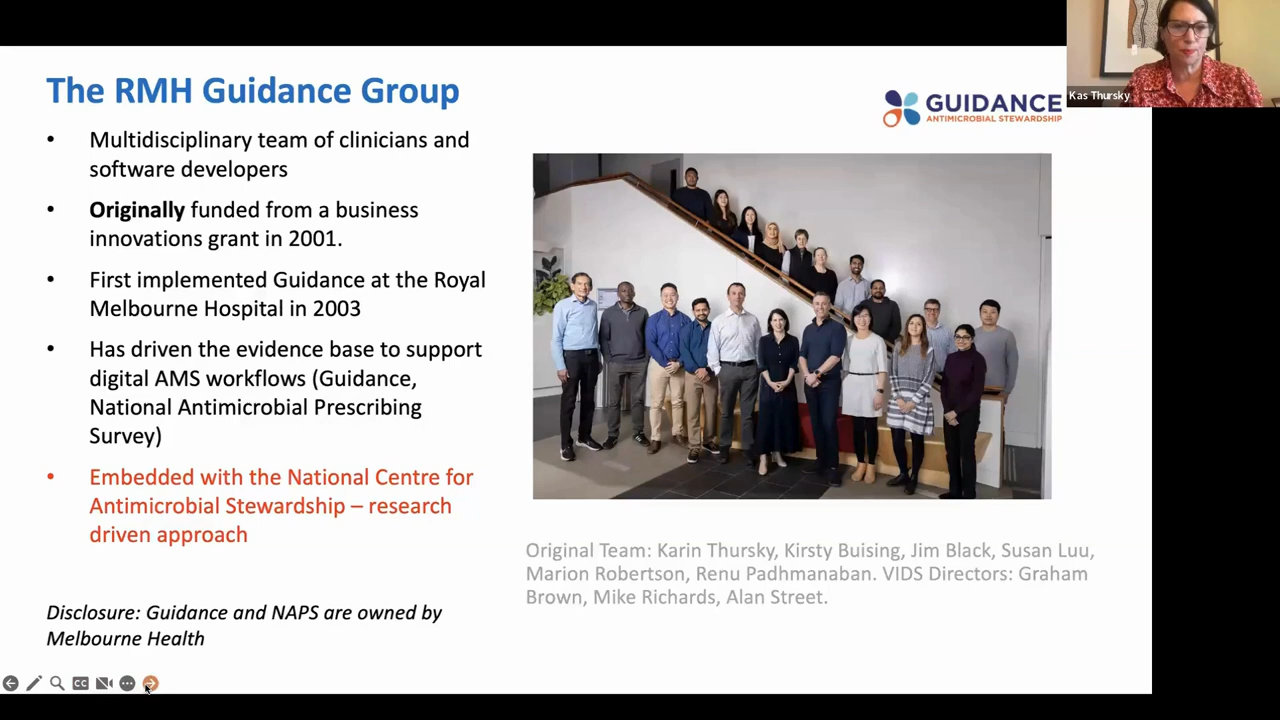 The RMH Guidance Group
• Multidisciplinary team of clinicians and
software developers
• Originally funded from a business
innovations grant in 2001.
• First implemented Guidance at the Royal
Melbourne Hospital in 2003
• Has driven the evidence base to support
digital AMS workflows (Guidance,
National Antimicrobial Prescribing
Survey)
• Embedded with the National Centre for
Antimicrobial Stewardship – research
driven approach
Disclosure: Guidance and NAPS are owned by
Melbourne Health
GUIDANCE
ANTIMICROBIAL STEWARDSHIP
Original Team: Karin Thursky, Kirsty Buising, Jim Black, Susan Luu,
Marion Robertson, Renu Padhmanaban. VIDS Directors: Graham
Brown, Mike Richards, Alan Street.
Kas Thursky
CC